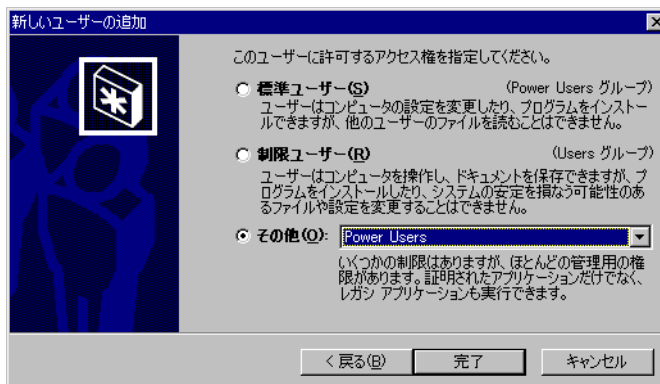 新しいユーザーの追加
このユーザーに許可するアクセス権を指定してください。
標準ユーザー(S) (Power Users グループ)
ユーザーはコンピュータの設定を変更したり、プログラムをインストー
ルできますが、他のユーザーのファイルを読むことはできません。
制限ユーザー(R) (Users グループ)
ユーザーはコンピュータを操作し、ドキュメントを保存できますが、プ
ログラムをインストールしたり、システムの安定を損なう可能性のあ
るファイルや設定を変更することはできません。
その他(O): Power Users
いくつかの制限はありますが、ほとんどの管理用の権
限があります。証明されたアプリケーションだけでなく、
レガシ アプリケーションも実行できます。
< 戻る(B) 完了 キャンセル